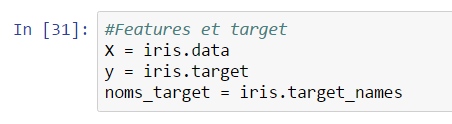 In [31]: #Features et target
X = iris.data
y = iris.target
noms_target = iris.target_names